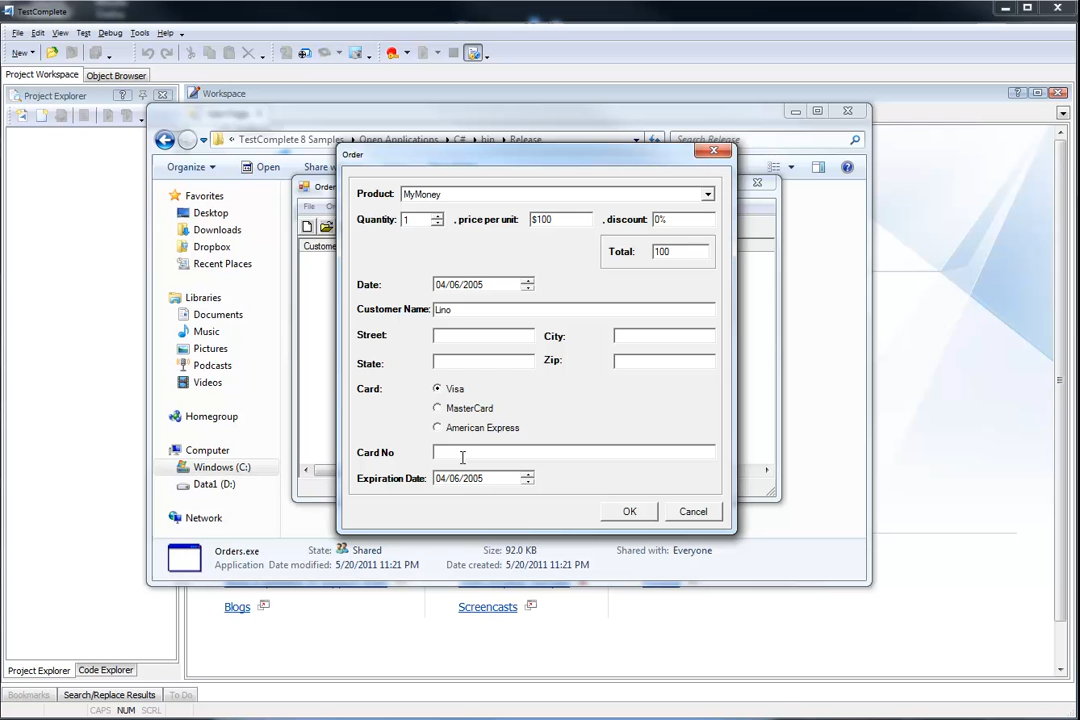 TestComplete
File Edit View Test Debug Tools Help
New
Project Workspace Object Browser
Project Explorer
Workspace
TestComplete 8 Samples Open Applications C# bin Release
Search Release
Organize Open Share w
Favorites
Desktop
Downloads
Dropbox
Recent Places
Libraries
Documents
Music
Pictures
Podcasts
Videos
Homegroup
Computer
Windows (C:)
Data1 (D:)
Network
Order
File Or
Custome
Order
Product: MyMoney
Quantity: 1 , price per unit: $100 , discount: 0%
Total: 100
Date: 04/06/2005
Customer Name: Lino
Street: City:
State: Zip:
Card: Visa
MasterCard
American Express
Card No
Expiration Date: 04/06/2005
OK Cancel
Orders.exe State: Shared Size: 92.0 KB Shared with: Everyone
Application Date modified: 5/20/2011 11:21 PM Date created: 5/20/2011 11:21 PM
Blogs Screencasts
Project Explorer Code Explorer
Bookmarks Search/Replace Results To Do
CAPS NUM SCRL